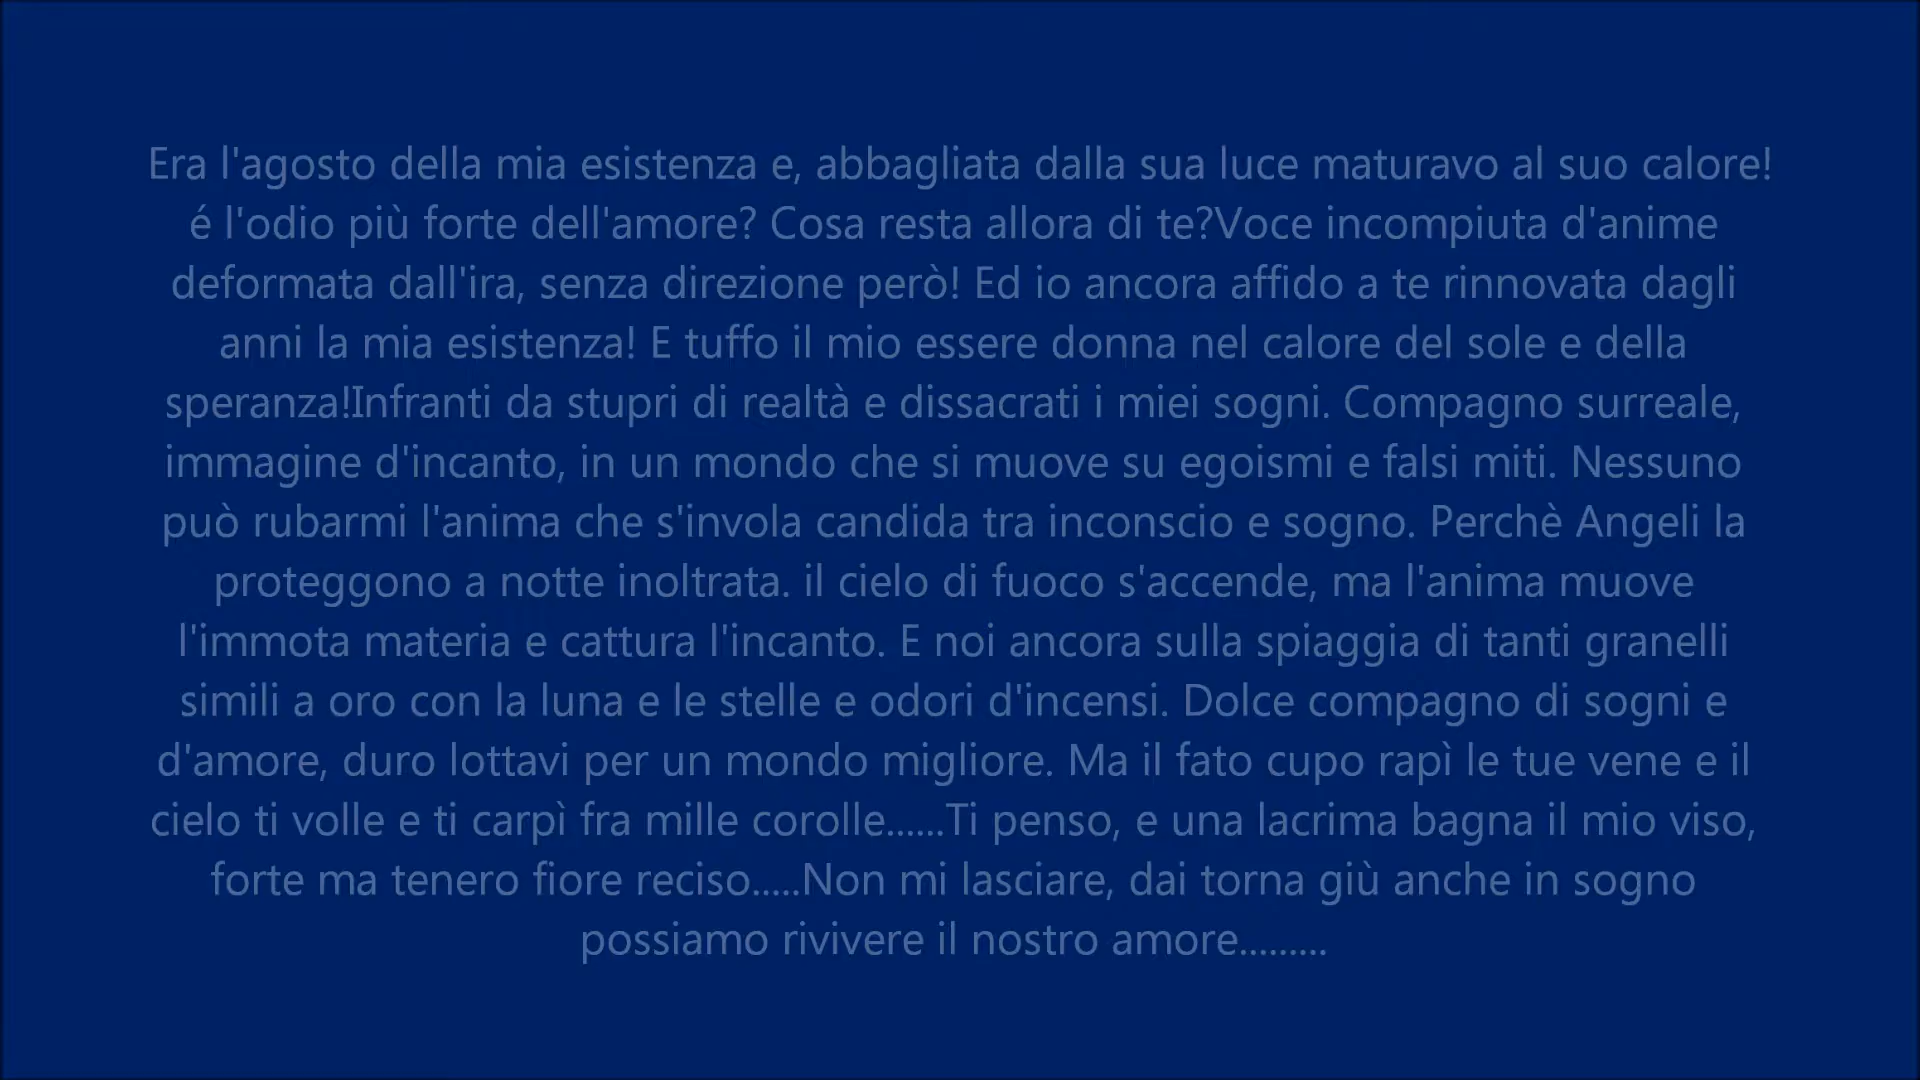 Era l'agosto della mia esistenza e, abbagliata dalla sua luce maturavo al suo calore!
é l'odio più forte dell'amore? Cosa resta allora di te?Voce incompiuta d'anime
deformata dall'ira, senza direzione però! Ed io ancora affido a te rinnovata dagli
anni la mia esistenza! E tuffo il mio essere donna nel calore del sole e della
speranza!Infranti da stupri di realtà e dissacrati i miei sogni. Compagno surreale,
immagine d'incanto, in un mondo che si muove su egoismi e falsi miti. Nessuno
può rubarmi l'anima che s'invola candida tra inconscio e sogno. Perchè Angeli la
proteggono a notte inoltrata. il cielo di fuoco s'accende, ma l'anima muove
l'immota materia e cattura l'incanto. E noi ancora sulla spiaggia di tanti granelli
simili a oro con la luna e le stelle e odori d'incensi. Dolce compagno di sogni e
d'amore, duro lottavi per un mondo migliore. Ma il fato cupo rapì le tue vene e il
cielo ti volle e ti carpì fra mille corolle......Ti penso, e una lacrima bagna il mio viso,
forte ma tenero fiore reciso.....Non mi lasciare, dai torna giù anche in sogno
possiamo rivivere il nostro amore.........